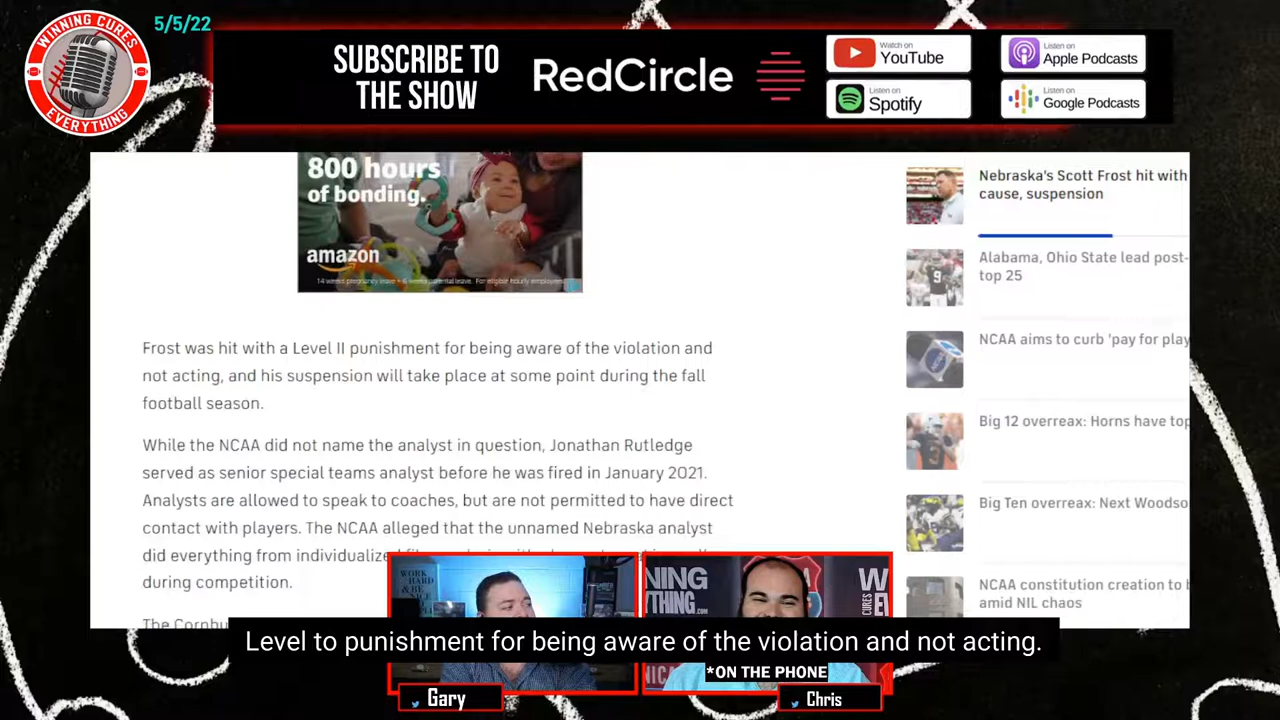 5/5/22
WINNING CURES
EVERYTHING
SUBSCRIBE TO
THE SHOW
RedCircle
Watch on
YouTube
Listen on
Apple Podcasts
Listen on
Spotify
Listen on
Google Podcasts
800 hours
of bonding.
amazon
Nebraska's Scott Frost hit with
cause, suspension
Alabama, Ohio State lead post-
top 25
NCAA aims to curb 'pay for play
Big 12 overreax: Horns have top
Big Ten overreax: Next Woodso
NCAA constitution creation to
amid NIL chaos
Frost was hit with a Level II punishment for being aware of the violation and
not acting, and his suspension will take place at some point during the fall
football season.
While the NCAA did not name the analyst in question, Jonathan Rutledge
served as senior special teams analyst before he was fired in January 2021.
Analysts are allowed to speak to coaches, but are not permitted to have direct
contact with players. The NCAA alleged that the unnamed Nebraska analyst
did everything from individualized
during competition.
The Cornhu
WORK
HARD
& BE
NING
YTHING
.COM
W
CURES
Level to punishment for being aware of the violation and not acting.
*ON THE PHONE
Gary
Chris